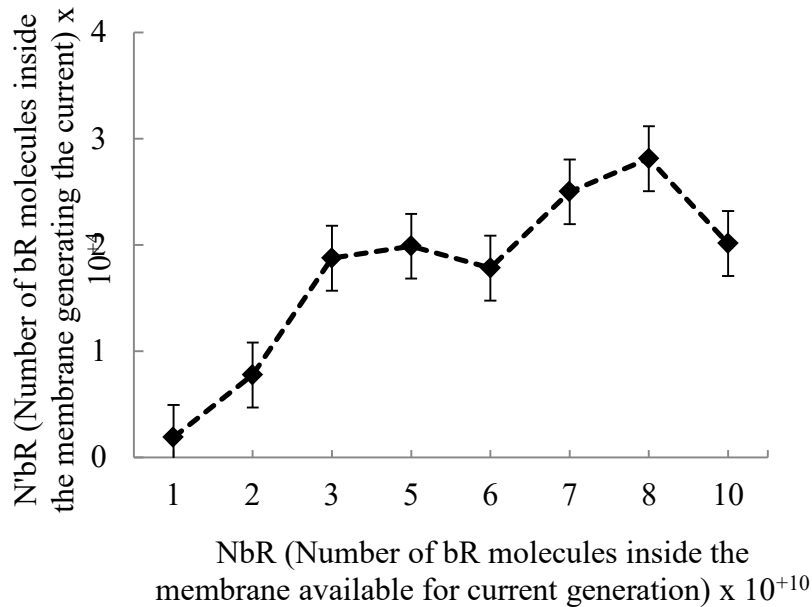 N'bR (Number of bR molecules inside
the membrane generating the current) x
10⁺⁴
4
3
2
1
0
1 2 3 5 6 7 8 10
NbR (Number of bR molecules inside the
membrane available for current generation) x 10⁺¹⁰